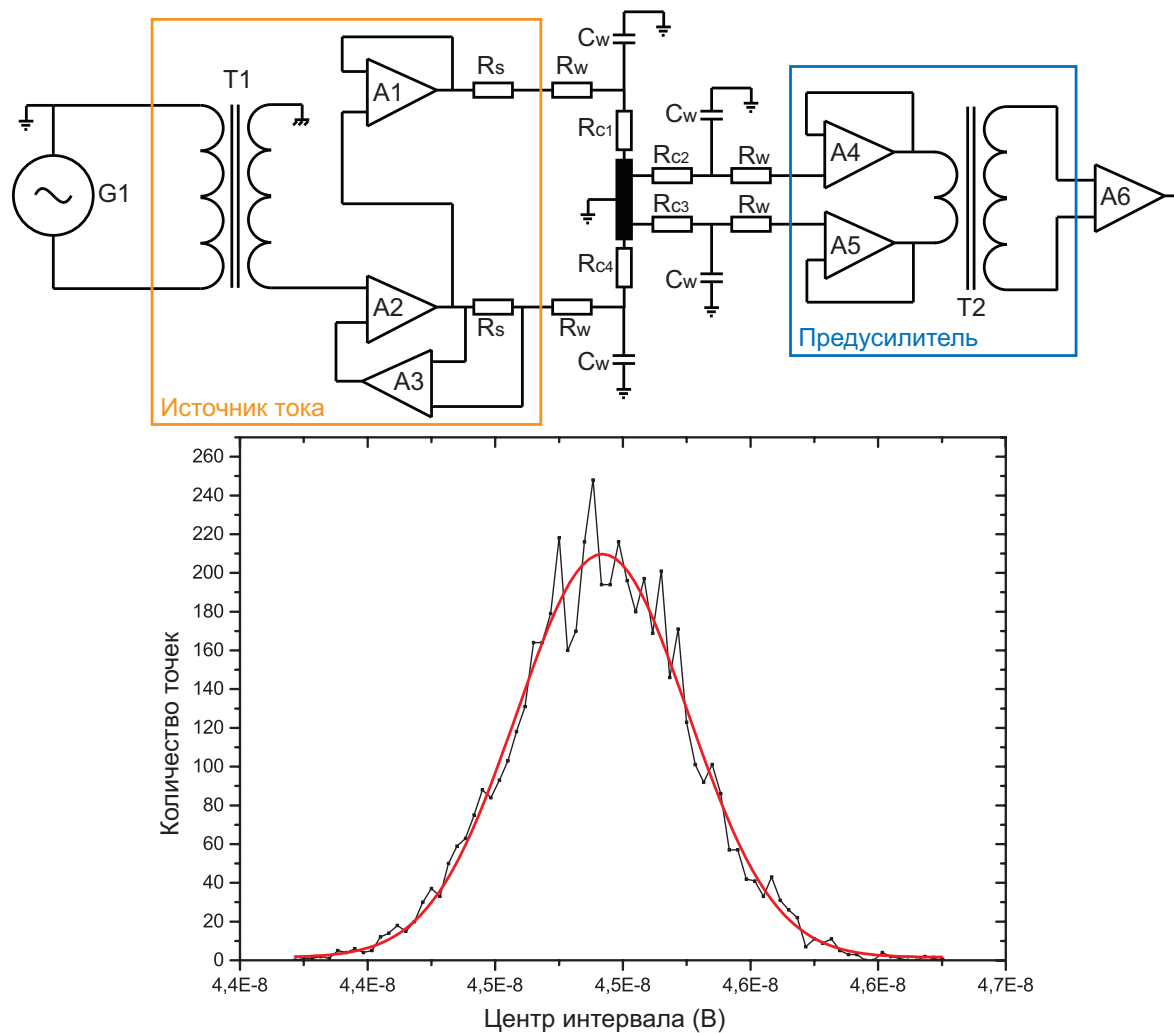 T1
G1
A1
A2
A3
Rs
Rw
Cw
Rs
Rw
Cw
Источник тока
Rc1
Rc2
Rc3
Rc4
Cw
Rw
Rw
Cw
A4
A5
T2
A6
Предусилитель
Количество точек
260
240
220
200
180
160
140
120
100
80
60
40
20
0
4,4E-8 4,4E-8 4,5E-8 4,5E-8 4,6E-8 4,6E-8 4,7E-8
Центр интервала (В)